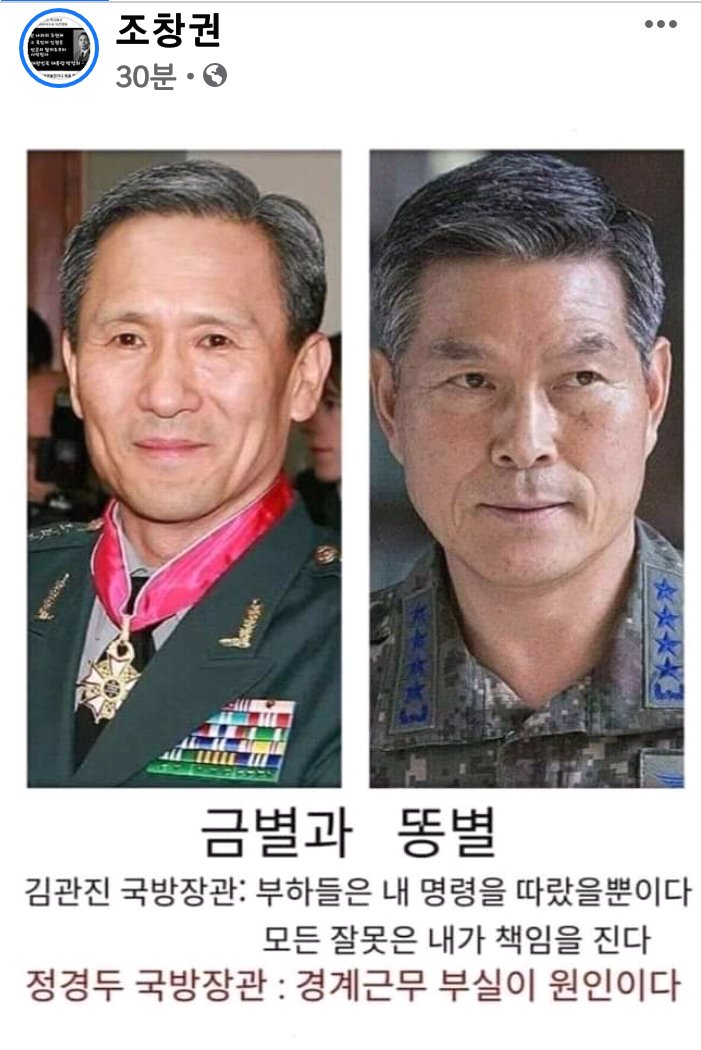 조창권
30분
금별과 똥별
김관진 국방장관: 부하들은 내 명령을 따랐을뿐이다
모든 잘못은 내가 책임을 진다
정경두 국방장관 : 경계근무 부실이 원인이다